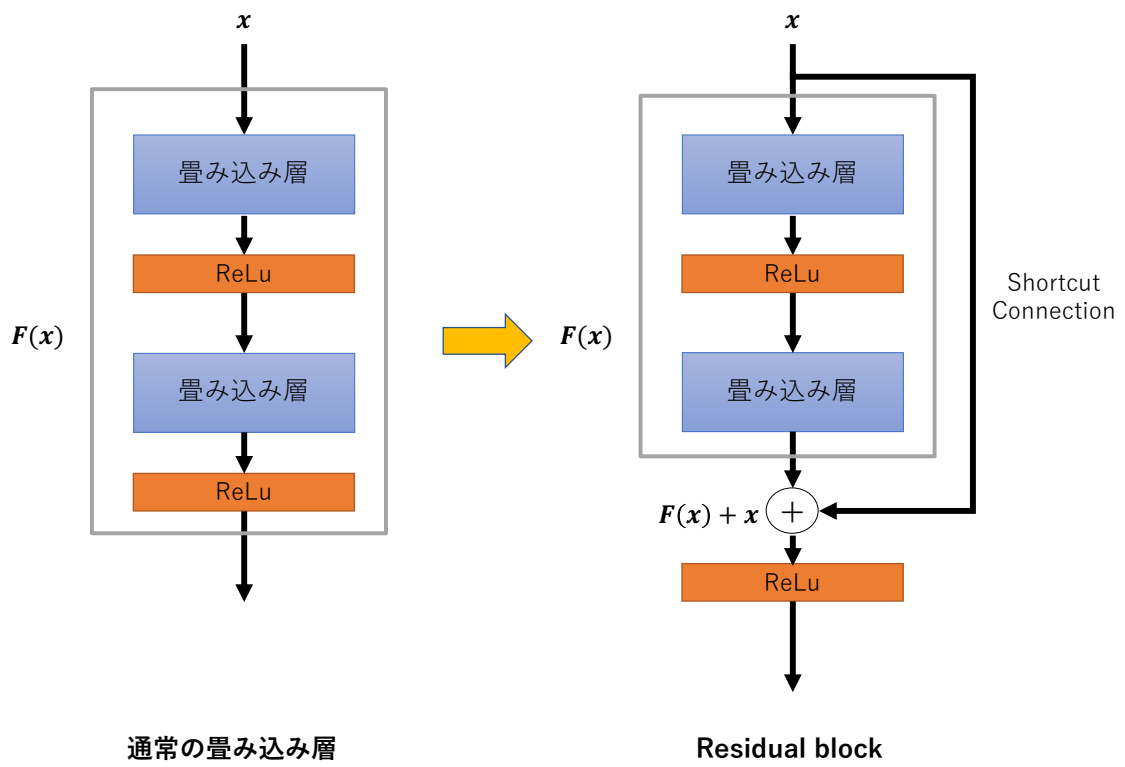 x
畳み込み層
ReLu
F(x)
畳み込み層
ReLu
通常の畳み込み層
x
畳み込み層
ReLu
F(x)
畳み込み層
Shortcut
Connection
F(x) + x
+
ReLu
Residual block